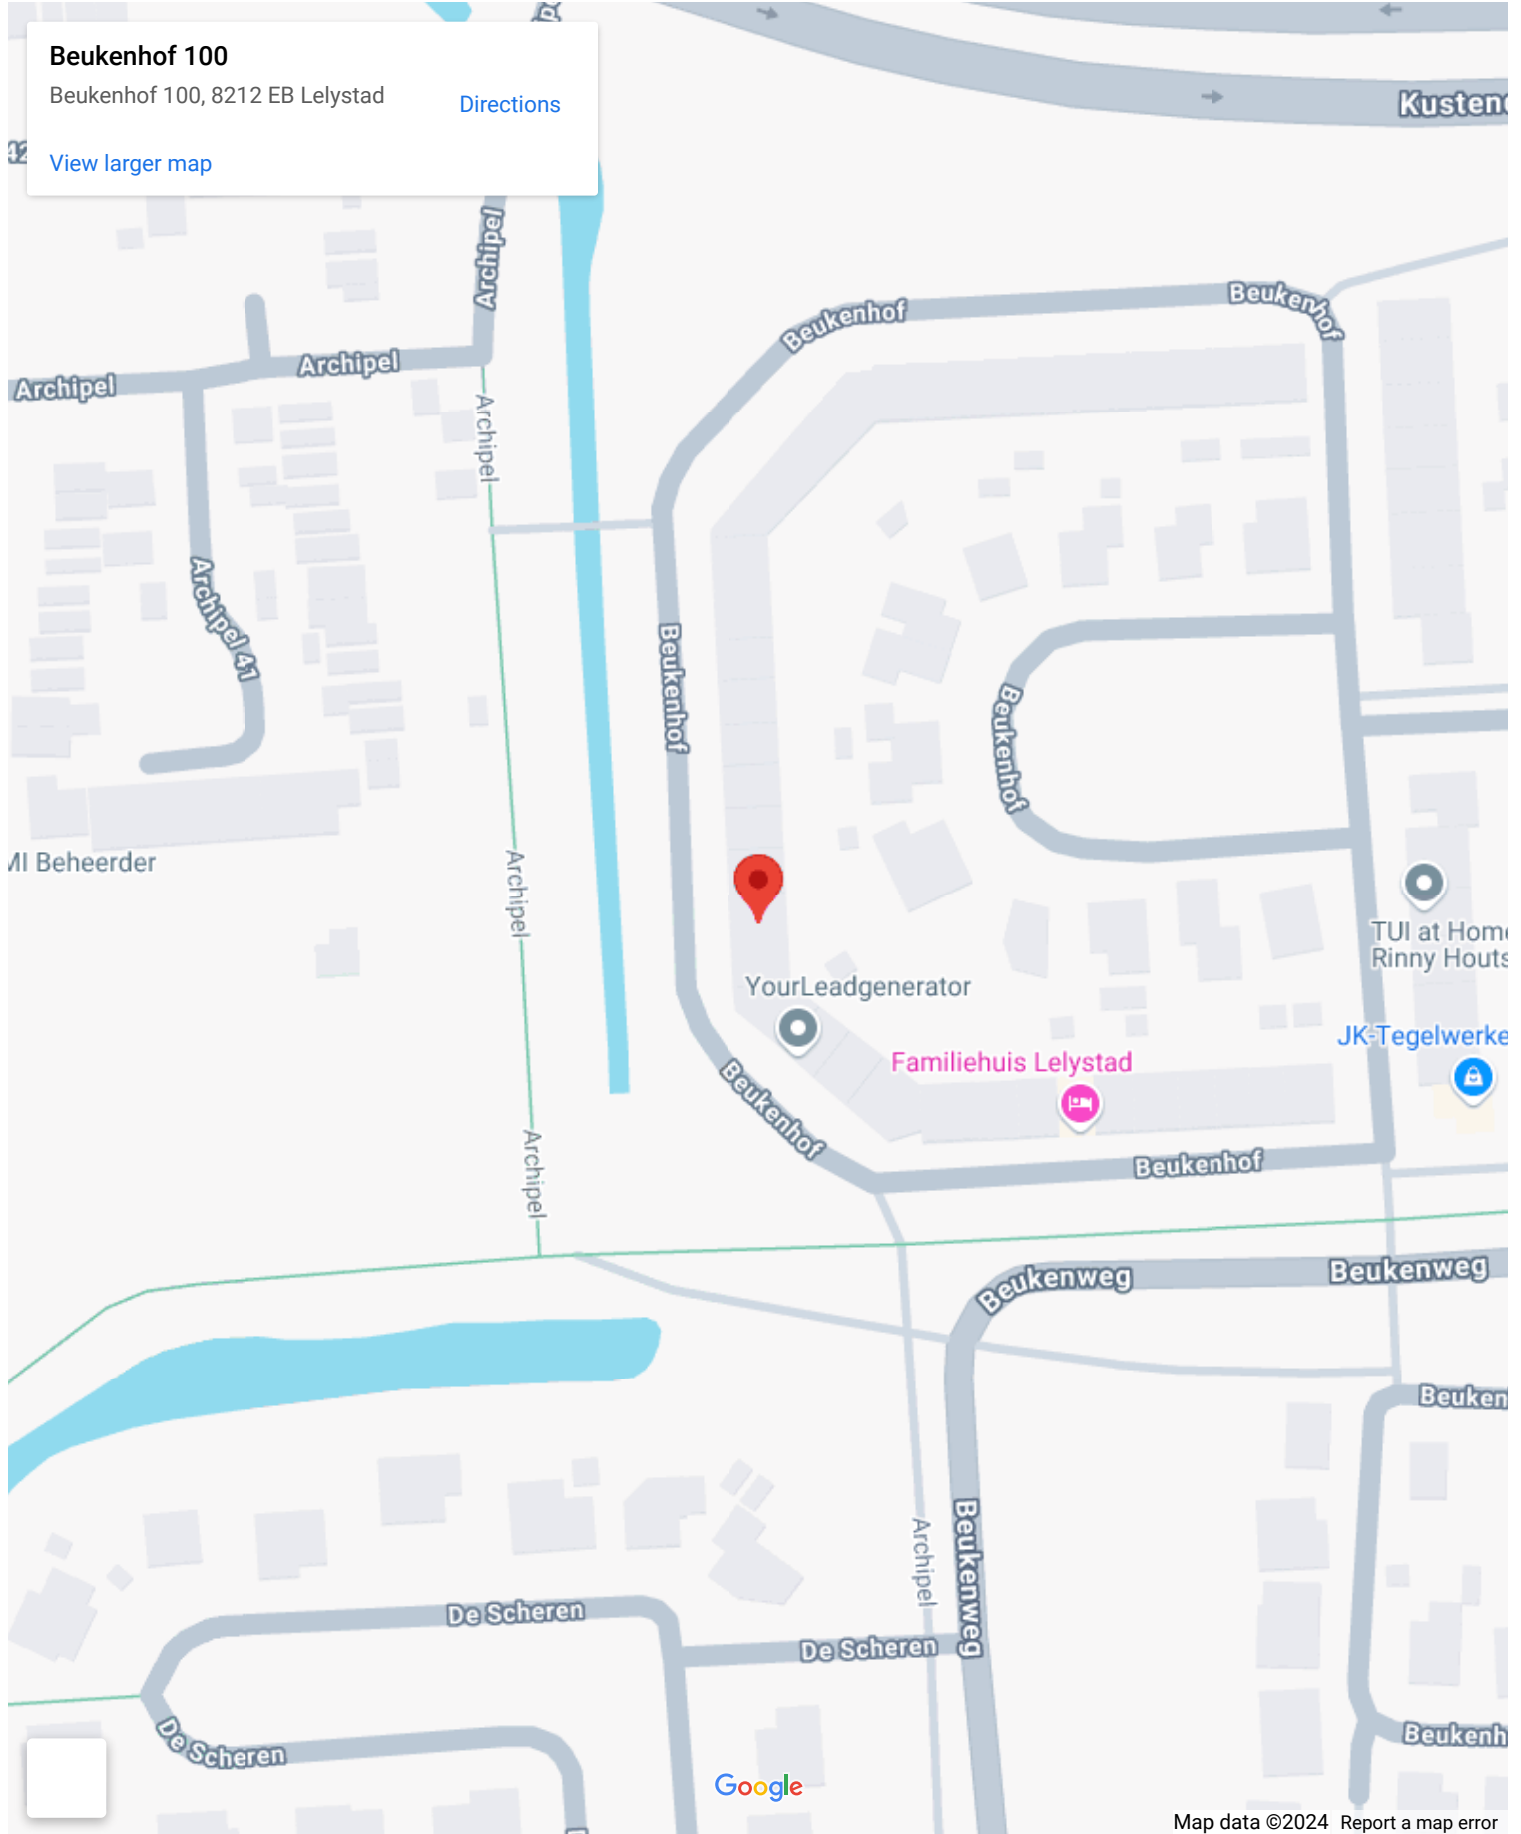 Beukenhof 100
Beukenhof 100, 8212 EB Lelystad
Directions
View larger map
Archipel
Beukenhof
Beukenhof
Archipel
Archipel
Archipel
Archipel 41
Beukenhof
Beukenhof
MI Beheerder
Archipel
TUI at Home
Rinny Houts
YourLeadgenerator
JK-Tegelwerke
Familiehuis Lelystad
Beukenhof
Archipel
Beukenhof
Beukenweg
Beukenweg
Beuken
Archipel
Beukenweg
De Scheren
De Scheren
De Scheren
Beukenh
Google
Map data ©2024
Report a map error